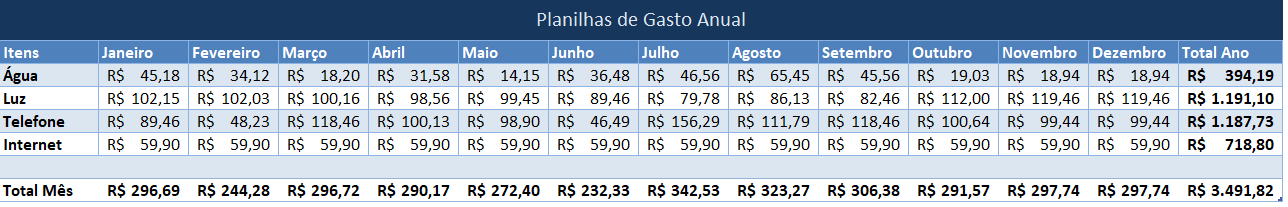 Planilhas de Gasto Anual
Itens Janeiro Fevereiro Março Abril Maio Junho Julho Agosto Setembro Outubro Novembro Dezembro Total Ano
Água R$ 45,18 R$ 34,12 R$ 18,20 R$ 31,58 R$ 14,15 R$ 36,48 R$ 46,56 R$ 65,45 R$ 45,56 R$ 19,03 R$ 18,94 R$ 18,94 R$ 394,19
Luz R$ 102,15 R$ 102,03 R$ 100,16 R$ 98,56 R$ 99,45 R$ 89,46 R$ 79,78 R$ 86,13 R$ 82,46 R$ 112,00 R$ 119,46 R$ 119,46 R$ 1.191,10
Telefone R$ 89,46 R$ 48,23 R$ 118,46 R$ 100,13 R$ 98,90 R$ 46,49 R$ 156,29 R$ 111,79 R$ 118,46 R$ 100,64 R$ 99,44 R$ 99,44 R$ 1.187,73
Internet R$ 59,90 R$ 59,90 R$ 59,90 R$ 59,90 R$ 59,90 R$ 59,90 R$ 59,90 R$ 59,90 R$ 59,90 R$ 59,90 R$ 59,90 R$ 59,90 R$ 718,80
Total Mês R$ 296,69 R$ 244,28 R$ 296,72 R$ 290,17 R$ 272,40 R$ 232,33 R$ 342,53 R$ 323,27 R$ 306,38 R$ 291,57 R$ 297,74 R$ 297,74 R$ 3.491,82